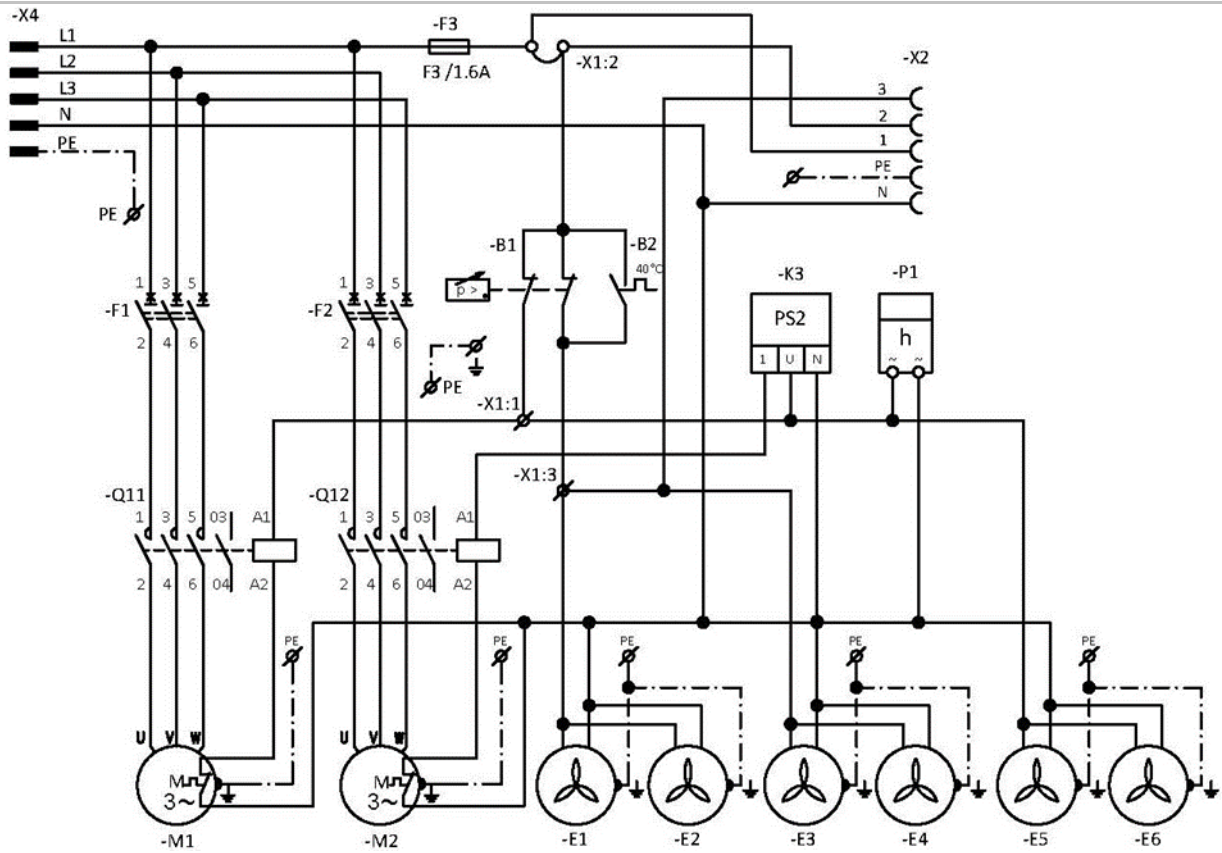 -X4
L1
-F3
F3 /1.6A
-X1:2
-X2
L2
L3
N
PE
3
2
1
PE
N
PE
-B1
-B2
40°C
-K3
-P1
1 3 5
-F1
2 4 6
1 3 5
-F2
2 4 6
p >
PS2
1 U N
h
~ ~
PE
-X1:1
-X1:3
-Q11
1 3 5 03 A1
2 4 6 04 A2
-Q12
1 3 5 03 A1
2 4 6 04 A2
PE
PE
PE
PE
PE
U V W
U V W
M
3~
M
3~
-M1
-M2
-E1
-E2
-E3
-E4
-E5
-E6